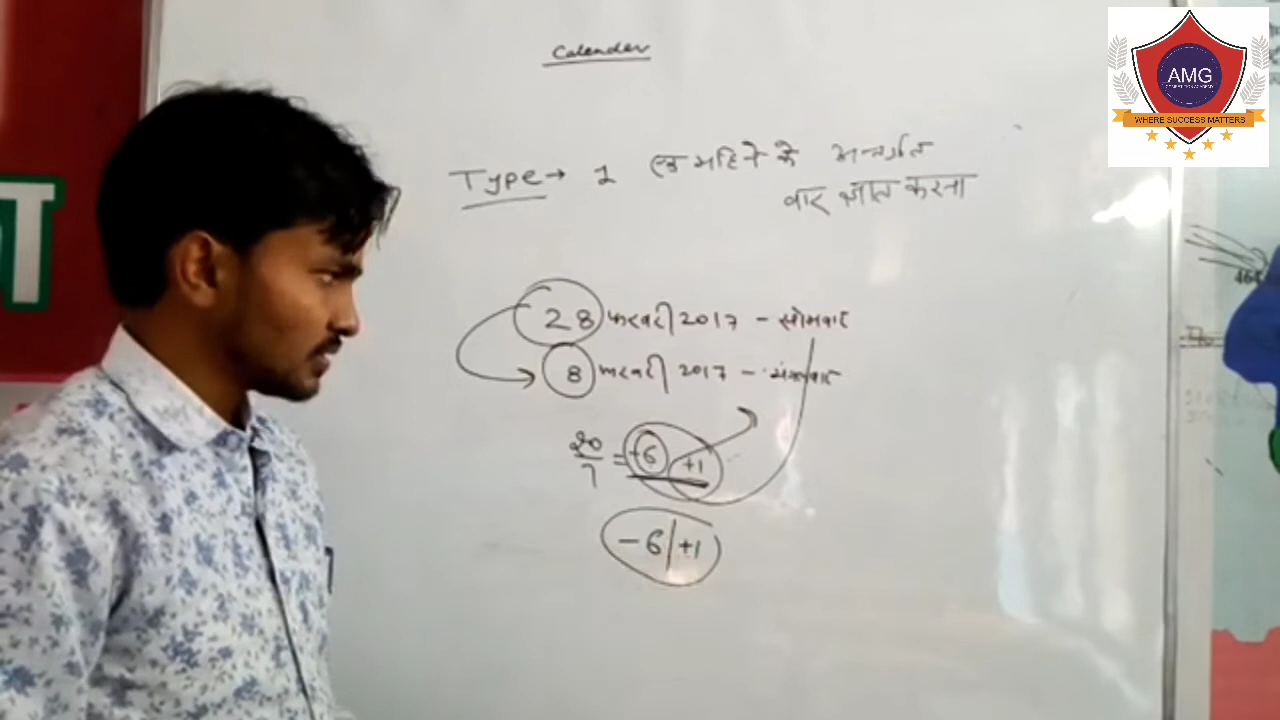 Calender
AMG
WHERE SUCCESS MATTERS
Type → 1 एक महिने के अन्तर्गत
वार ज्ञात करना
28 फरवरी 2017 - सोमवार
8 फरवरी 2017 - मंगलवार
20/7 = -6 +1
-6|+1